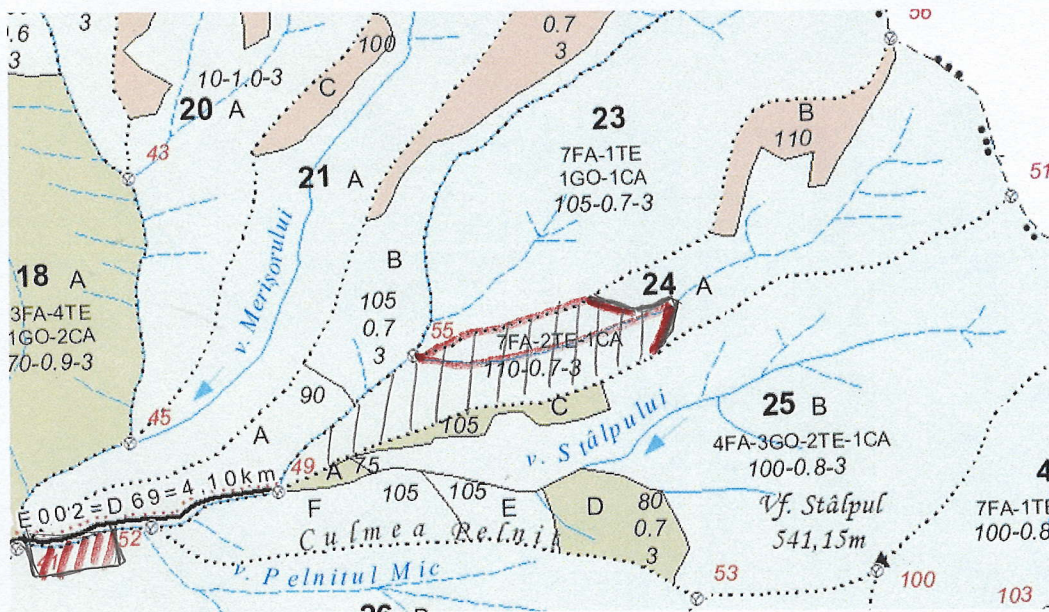 56
.6
3
3
100
0.7
3
10-1.0-3
C
20 A
B
110
23
7FA-1TE
1GO-1CA
105-0.7-3
43
21 A
51
v. Merișorului
B
105
0.7
3
18 A
3FA-4TE
1GO-2CA
70-0.9-3
24 A
55
7FA-2TE-1CA
110-0.7-3
90
C
105
45
A
v. Stâlpului
25 B
4FA-3GO-2TE-1CA
100-0.8-3
49
A
75
E 00'2=D 69=4,10km
F
105
105
E
D
80
0.7
3
Vf. Stâlpul
541,15m
4
7FA-1TE
100-0.8
52
Culmea Pelnit
v. Pelnitul Mic
53
100
103
26